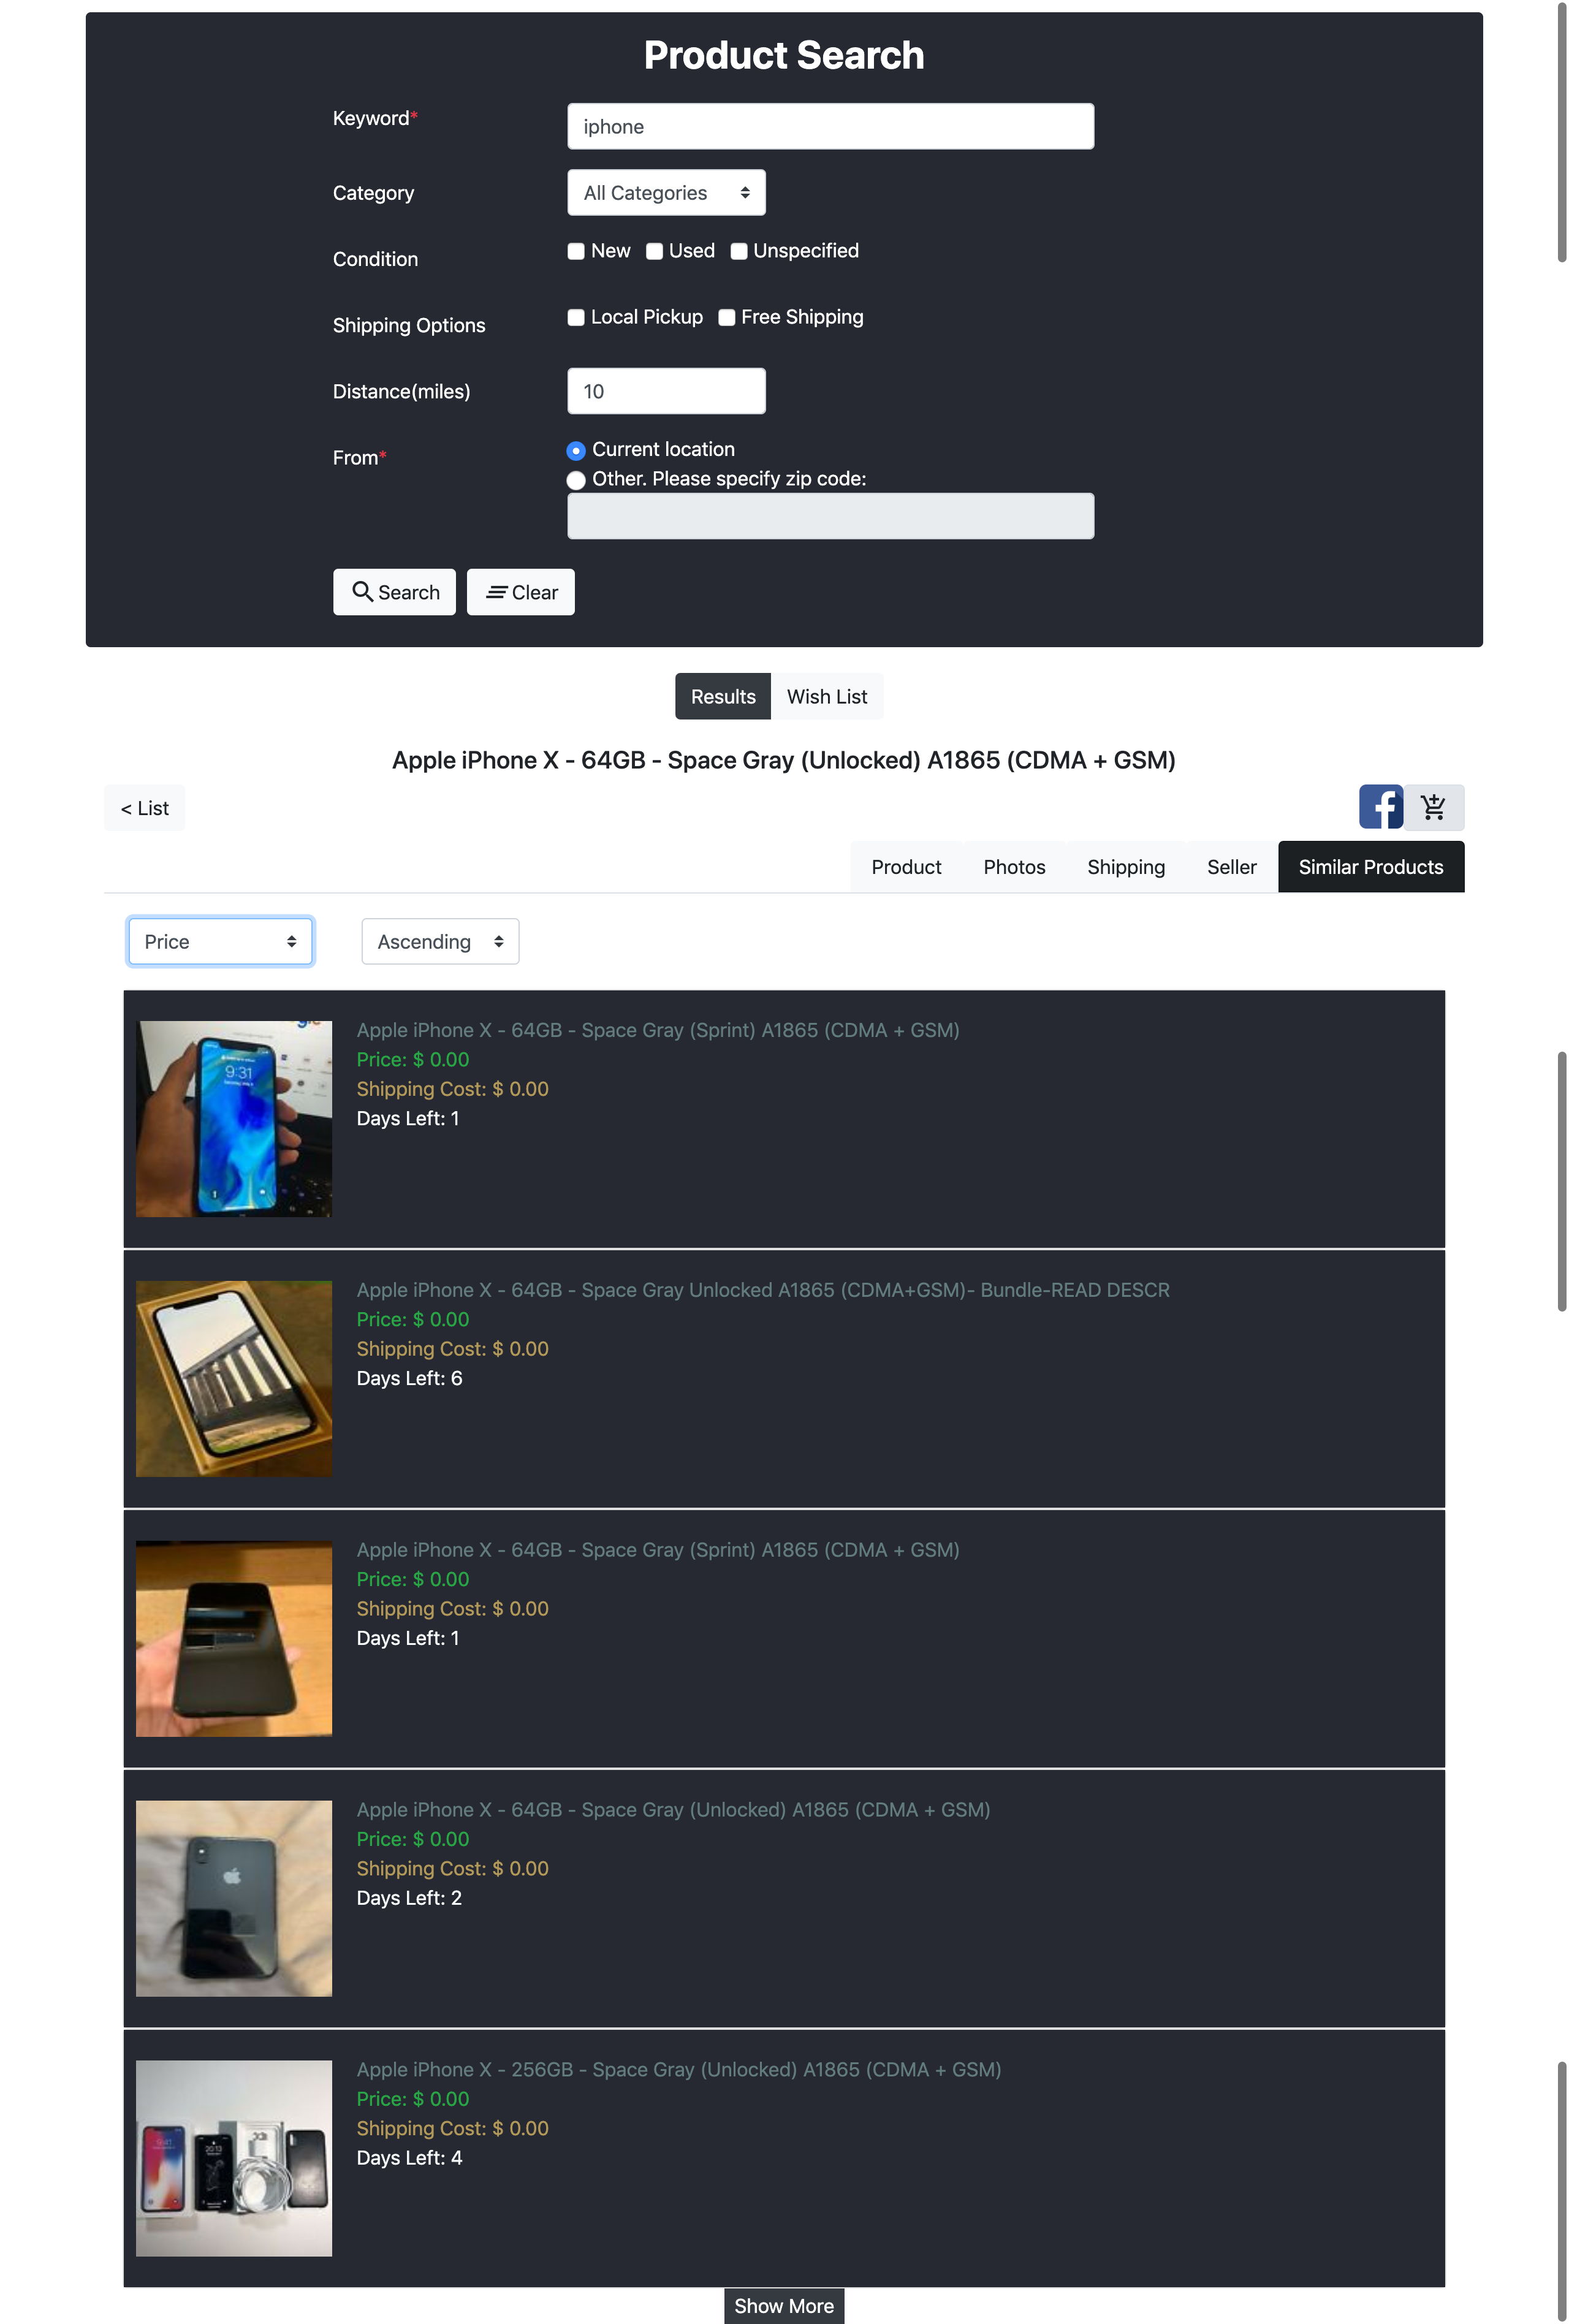 Product Search
Keyword*
iphone
Category
All Categories
Condition
New Used Unspecified
Shipping Options
Local Pickup Free Shipping
Distance(miles)
10
From*
Current location
Other. Please specify zip code:
Search Clear
Results Wish List
Apple iPhone X - 64GB - Space Gray (Unlocked) A1865 (CDMA + GSM)
< List
f
Product Photos Shipping Seller Similar Products
Price Ascending
Apple iPhone X - 64GB - Space Gray (Sprint) A1865 (CDMA + GSM)
Price: $ 0.00
9:31
Shipping Cost: $ 0.00
Days Left: 1
Apple iPhone X - 64GB - Space Gray Unlocked A1865 (CDMA+GSM)- Bundle-READ DESCR
Price: $ 0.00
Shipping Cost: $ 0.00
Days Left: 6
Apple iPhone X - 64GB - Space Gray (Sprint) A1865 (CDMA + GSM)
Price: $ 0.00
Shipping Cost: $ 0.00
Days Left: 1
Apple iPhone X - 64GB - Space Gray (Unlocked) A1865 (CDMA + GSM)
Price: $ 0.00
Shipping Cost: $ 0.00
Days Left: 2
Apple iPhone X - 256GB - Space Gray (Unlocked) A1865 (CDMA + GSM)
Price: $ 0.00
Shipping Cost: $ 0.00
Days Left: 4
Show More